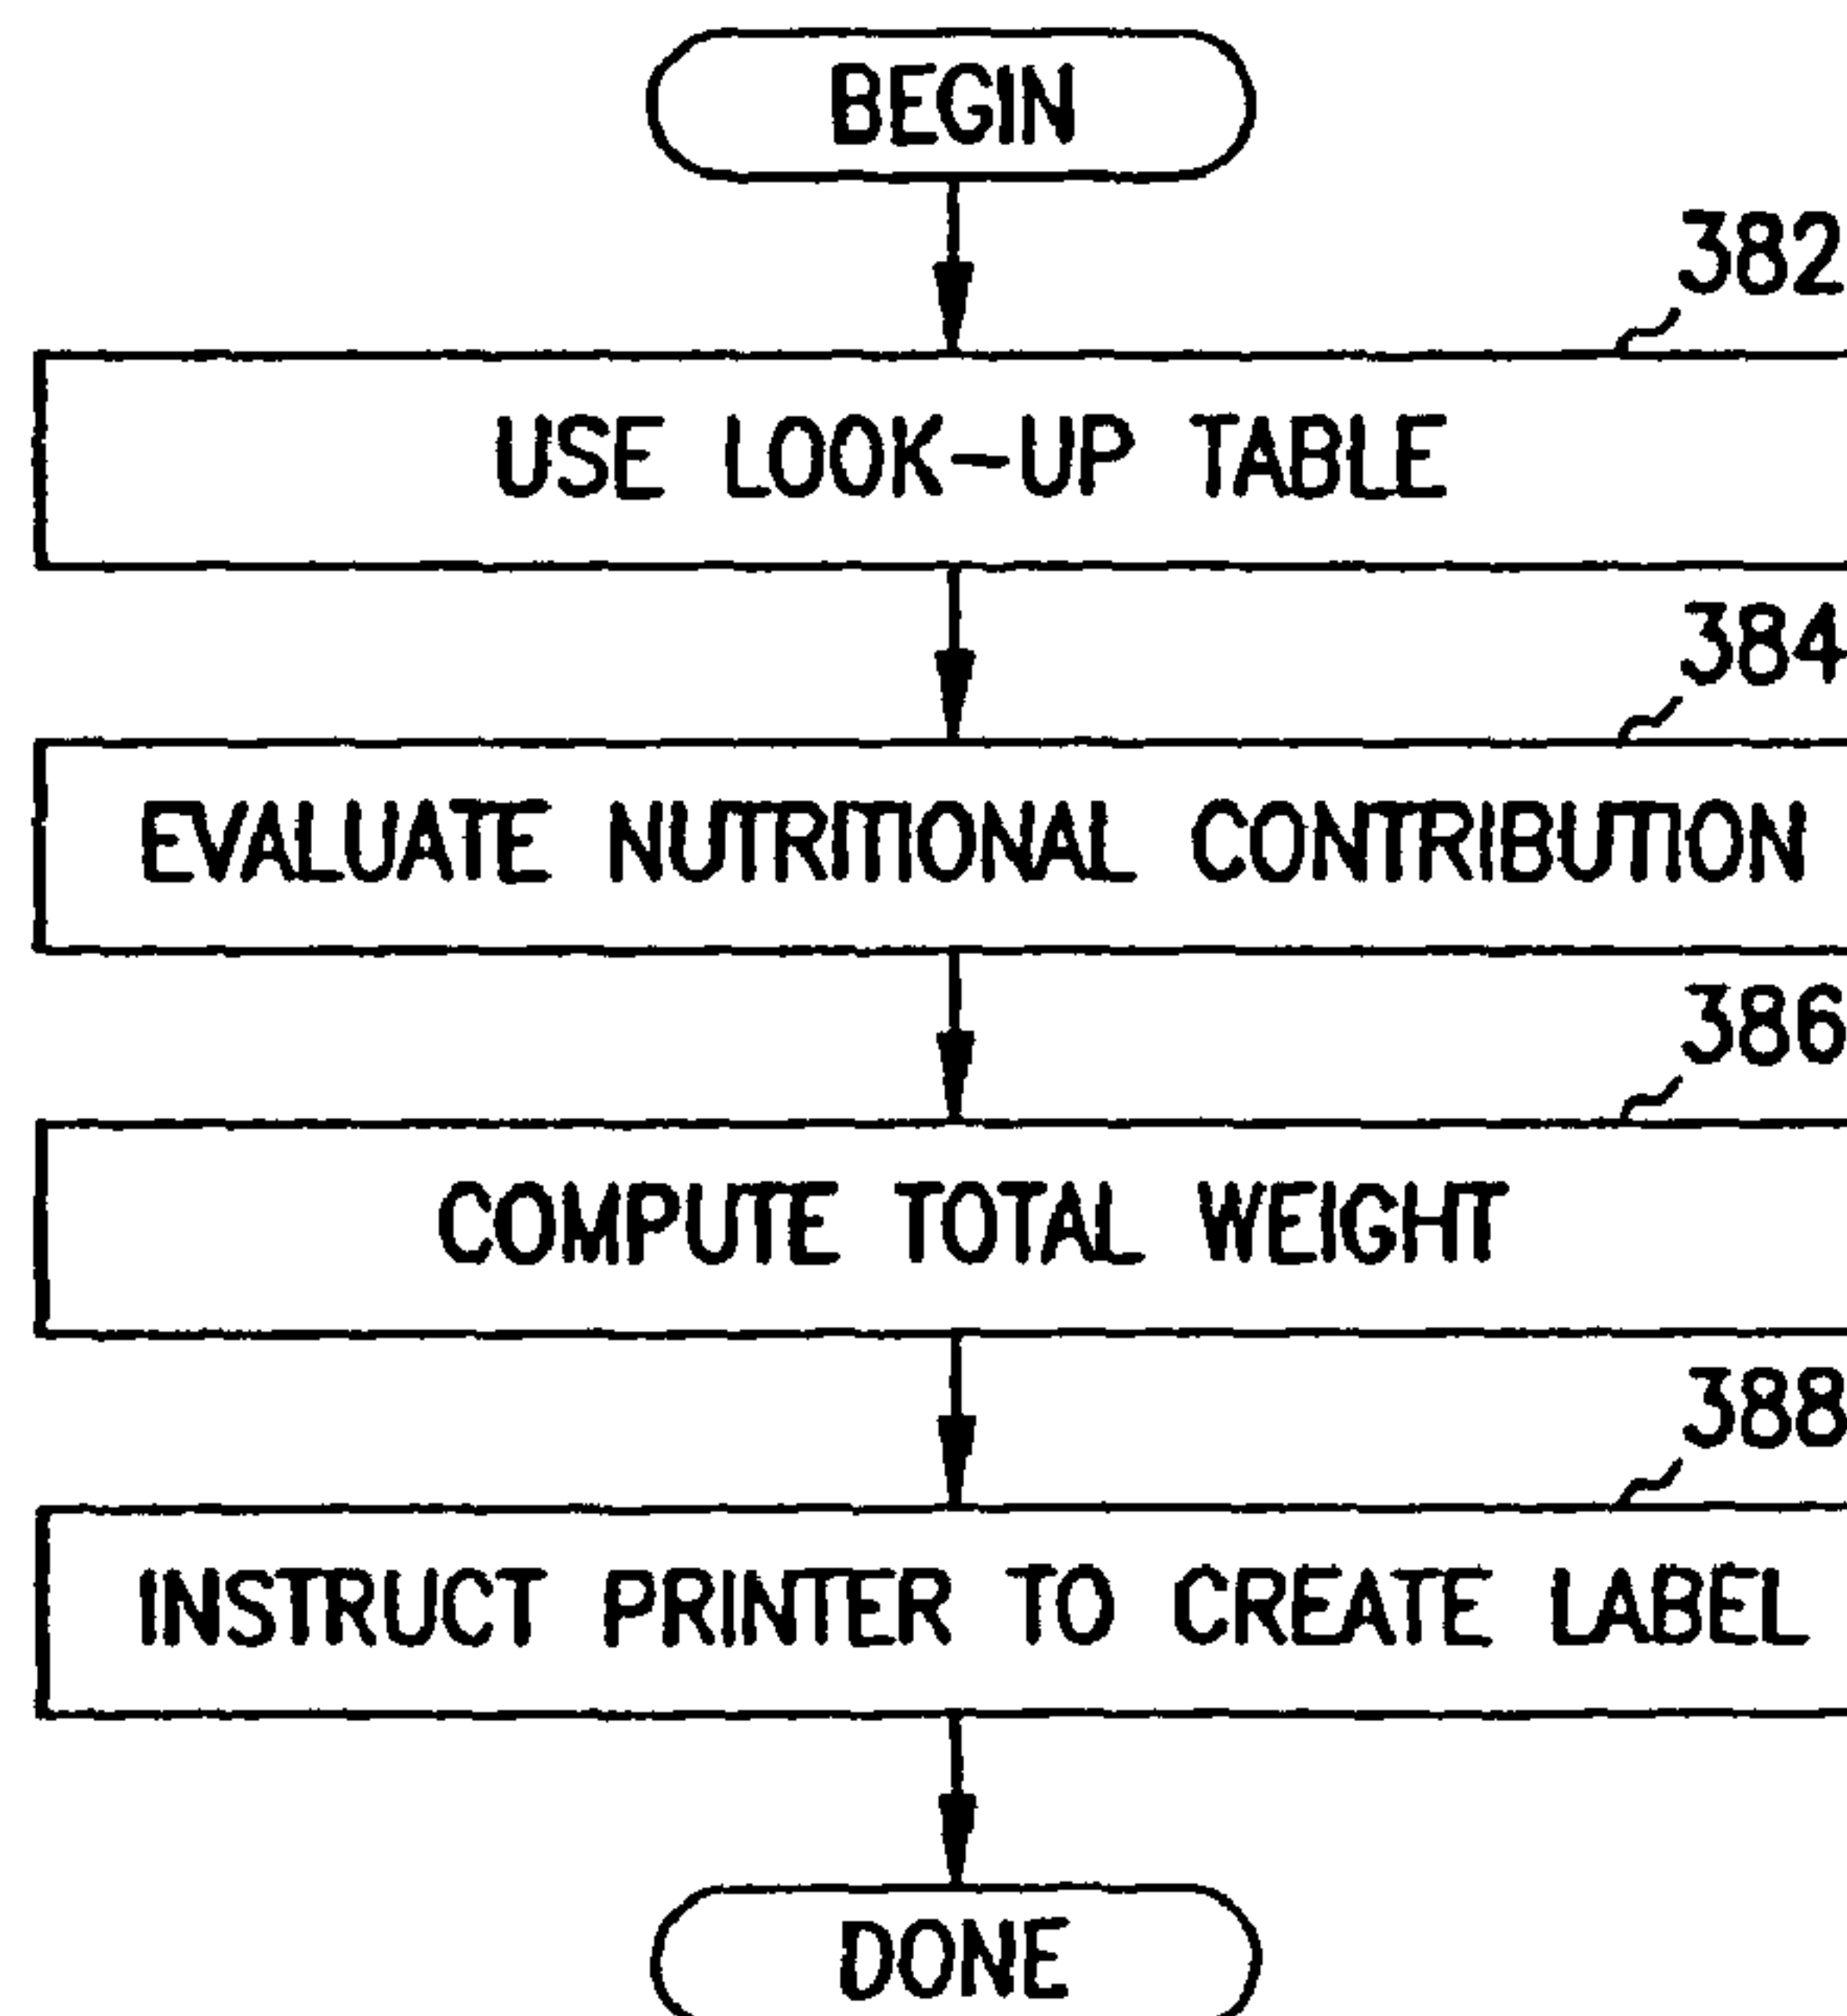 BEGIN
382
USE LOOK-UP TABLE
384
EVALUATE NUTRITIONAL CONTRIBUTION
386
COMPUTE TOTAL WEIGHT
388
INSTRUCT PRINTER TO CREATE LABEL
DONE